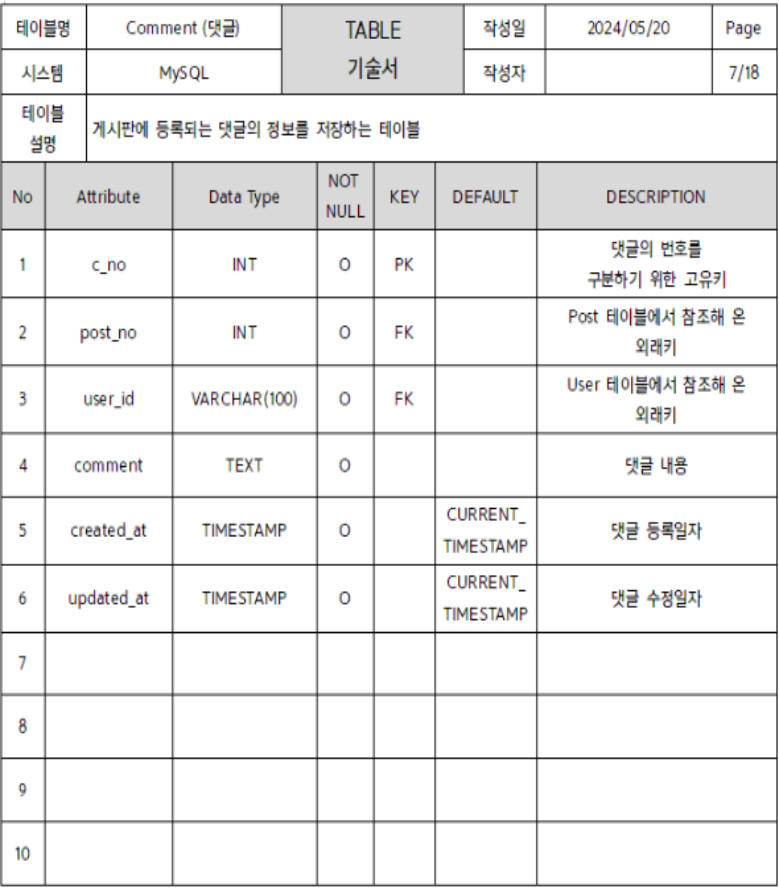 테이블명 Comment (댓글) TABLE 기술서 작성일 2024/05/20 Page
시스템 MySQL 작성자 7/18
테이블
설명
게시판에 등록되는 댓글의 정보를 저장하는 테이블
No Attribute Data Type NOT NULL KEY DEFAULT DESCRIPTION
1 c_no INT O PK 댓글의 번호를
구분하기 위한 고유키
2 post_no INT O FK Post 테이블에서 참조해 온
외래키
3 user_id VARCHAR(100) O FK User 테이블에서 참조해 온
외래키
4 comment TEXT O 댓글 내용
5 created_at TIMESTAMP O CURRENT_
TIMESTAMP 댓글 등록일자
6 updated_at TIMESTAMP O CURRENT_
TIMESTAMP 댓글 수정일자
7
8
9
10